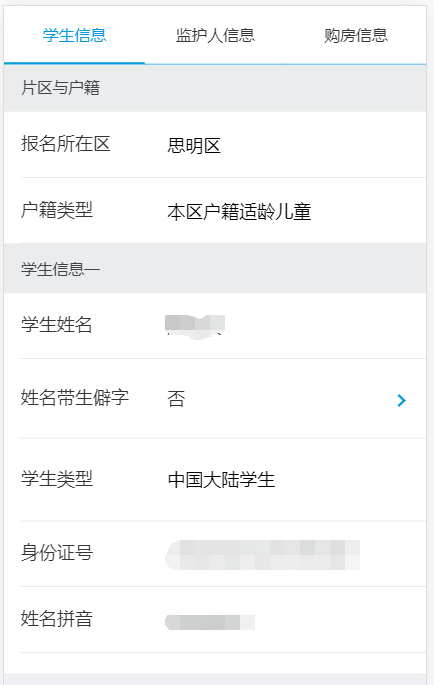 学生信息 监护人信息 购房信息
片区与户籍
报名所在区 思明区
户籍类型 本区户籍适龄儿童
学生信息一
学生姓名
姓名带生僻字 否
学生类型 中国大陆学生
身份证号
姓名拼音